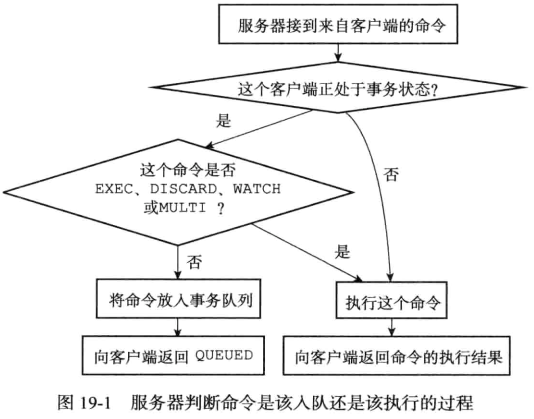 服务器接到来自客户端的命令
这个客户端正处于事务状态?
是
这个命令是否
EXEC、DISCARD、WATCH
或MULTI ?
否
是
否
将命令放入事务队列
执行这个命令
向客户端返回 QUEUED
向客户端返回命令的执行结果
图 19-1 服务器判断命令是该入队还是该执行的过程